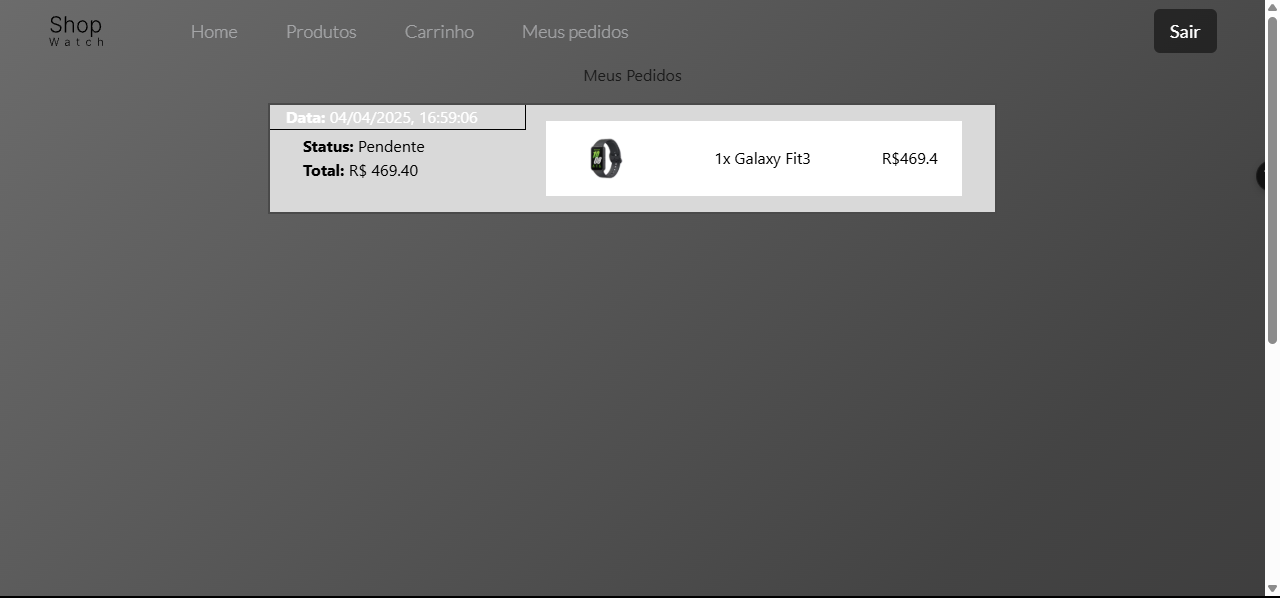 Shop
Watch
Home Produtos Carrinho Meus pedidos Sair
Meus Pedidos
Data: 04/04/2025, 16:59:06
Status: Pendente
Total: R$ 469.40
1x Galaxy Fit3 R$469.4